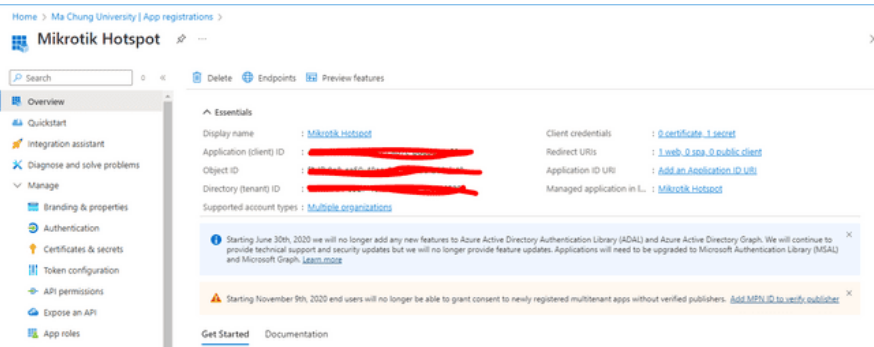 Home > Ma Chung University | App registrations >
Mikrotik Hotspot
Search
Delete
Endpoints
Preview features
Overview
Quickstart
Integration assistant
Diagnose and solve problems
Manage
Branding & properties
Authentication
Certificates & secrets
Token configuration
API permissions
Expose an API
App roles
Essentials
Display name : Mikrotik Hotspot
Application (client) ID :
Object ID :
Directory (tenant) ID :
Supported account types : Multiple organizations
Client credentials : 0 certificate, 1 secret
Redirect URIs : 1 web, 0 spa, 0 public client
Application ID URI : Add an Application ID URI
Managed application in l... : Mikrotik Hotspot
Starting June 30th, 2020 we will no longer add any new features to Azure Active Directory Authentication Library (ADAL) and Azure Active Directory Graph. We will continue to
provide technical support and security updates but we will no longer provide feature updates. Applications will need to be upgraded to Microsoft Authentication Library (MSAL)
and Microsoft Graph. Learn more
Starting November 9th, 2020 end users will no longer be able to grant consent to newly registered multitenant apps without verified publishers. Add MPN ID to verify publisher
Get Started
Documentation